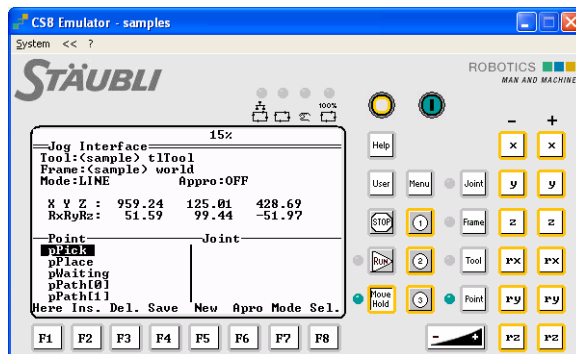 CS8 Emulator - samples
System << ?
STÄUBLI
ROBOTICS
MAN AND MACHINE
100%
15%
Jog Interface
Tool:(sample) tlTool
Frame:(sample) world
Mode:LINE Appro:OFF
X Y Z : 959.24 125.01 428.69
RxRyRz: 51.59 99.44 -51.97
Point Joint
pPick
pPlace
pWaiting
pPath[0]
pPath[1]
Here Ins. Del. Save New Apro Mode Sel.
F1 F2 F3 F4 F5 F6 F7 F8
- +
Help x x
User Menu Joint y y
STOP 1 Frame z z
RUN 2 Tool rx rx
Move Hold 3 Point ry ry
- + rz rz